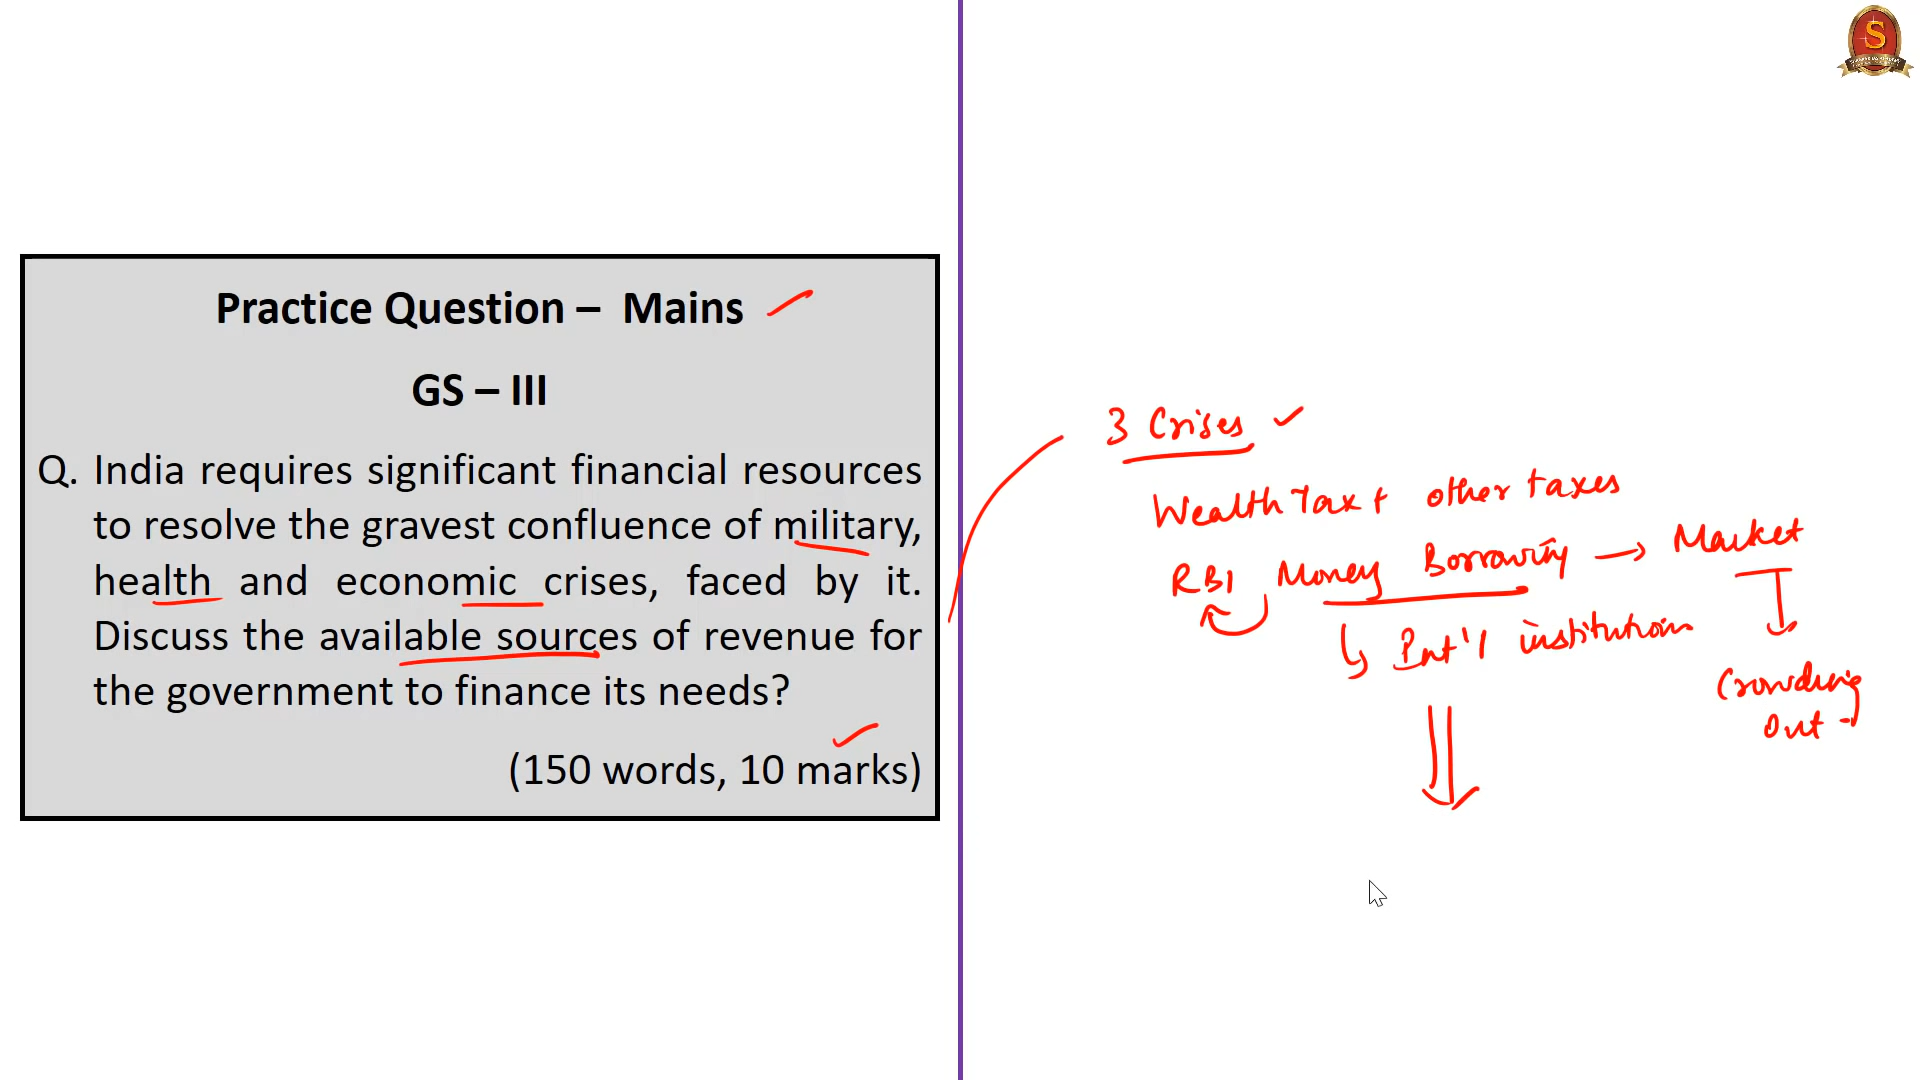 Practice Question – Mains
GS – III
Q. India requires significant financial resources
to resolve the gravest confluence of military,
health and economic crises, faced by it.
Discuss the available sources of revenue for
the government to finance its needs?
(150 words, 10 marks)
3 Crises
Wealth Tax + other taxes
RBI Money Borrowing → Market
Int'l institutions
Crowding
Out
S